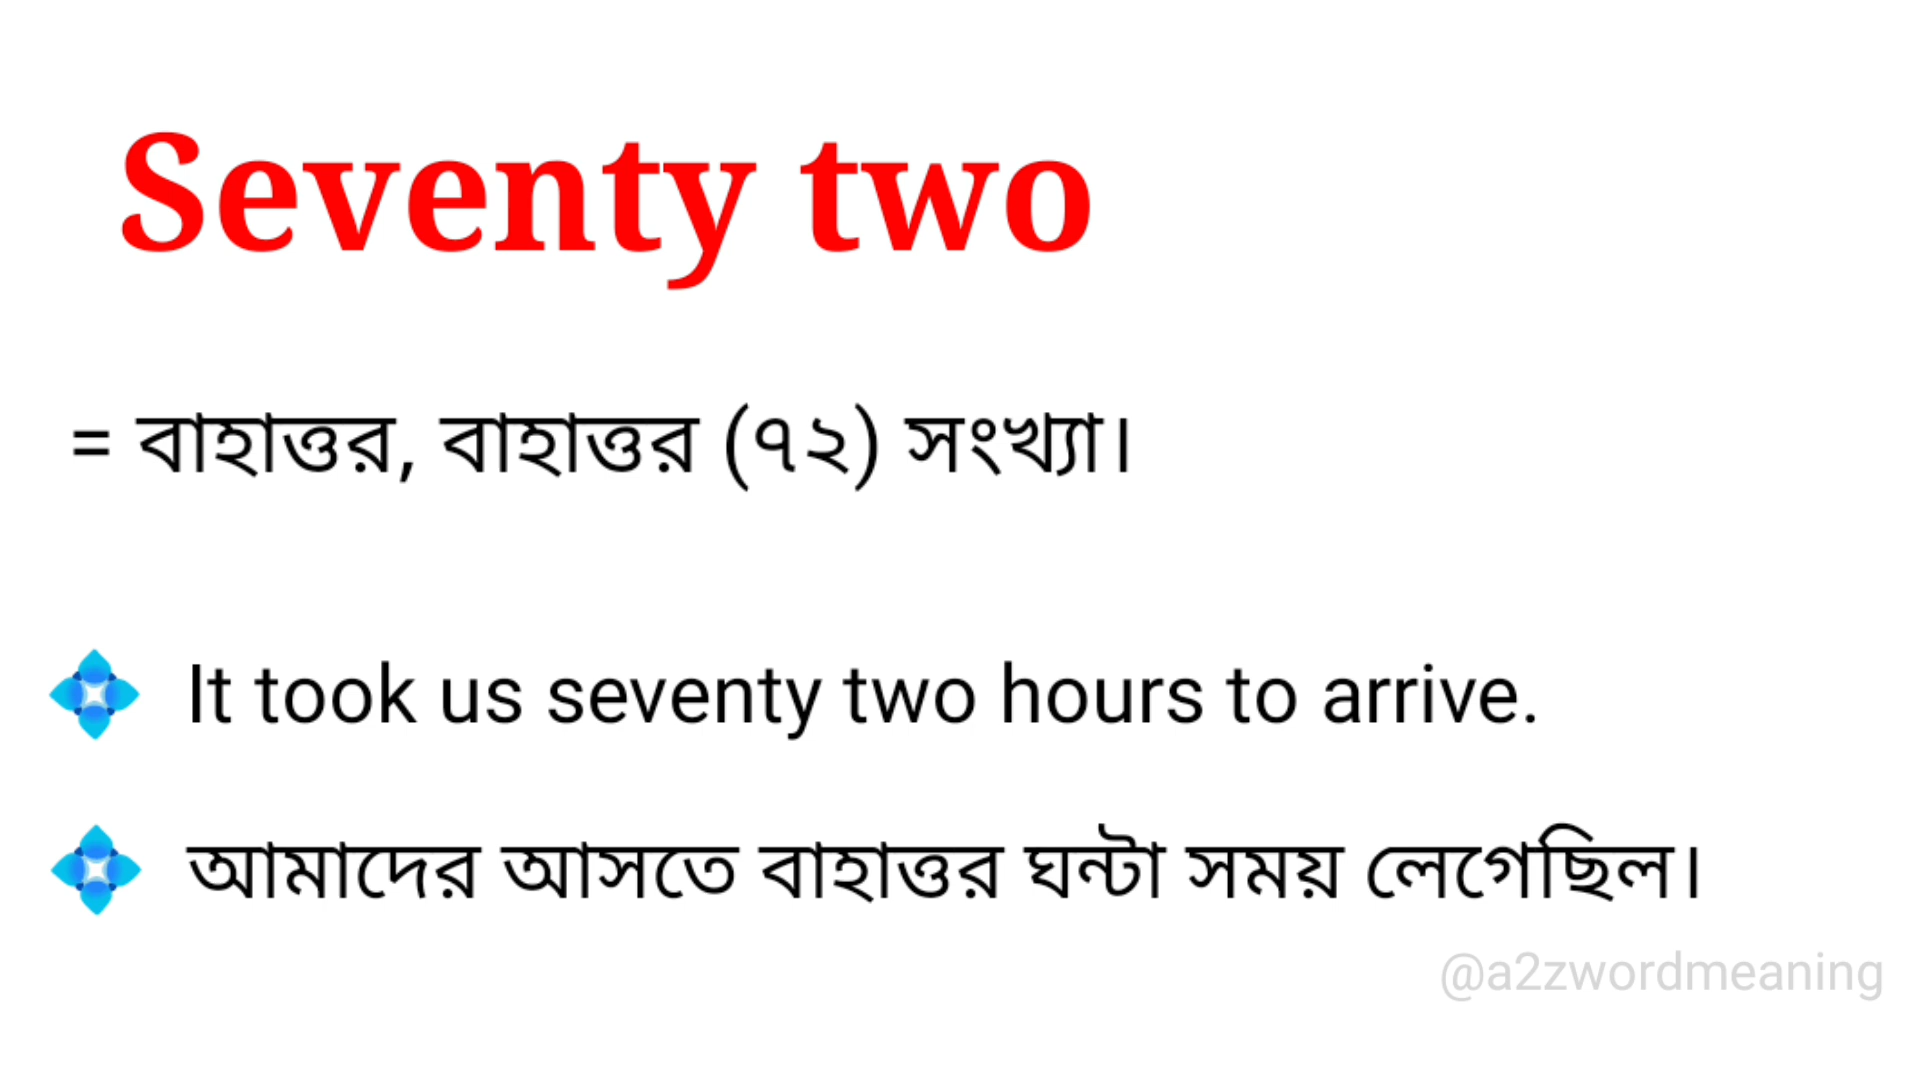 Seventy two
= বাহাত্তর, বাহাত্তর (৭২) সংখ্যা।
It took us seventy two hours to arrive.
আমাদের আসতে বাহাত্তর ঘন্টা সময় লেগেছিল।
@a2zwordmeaning